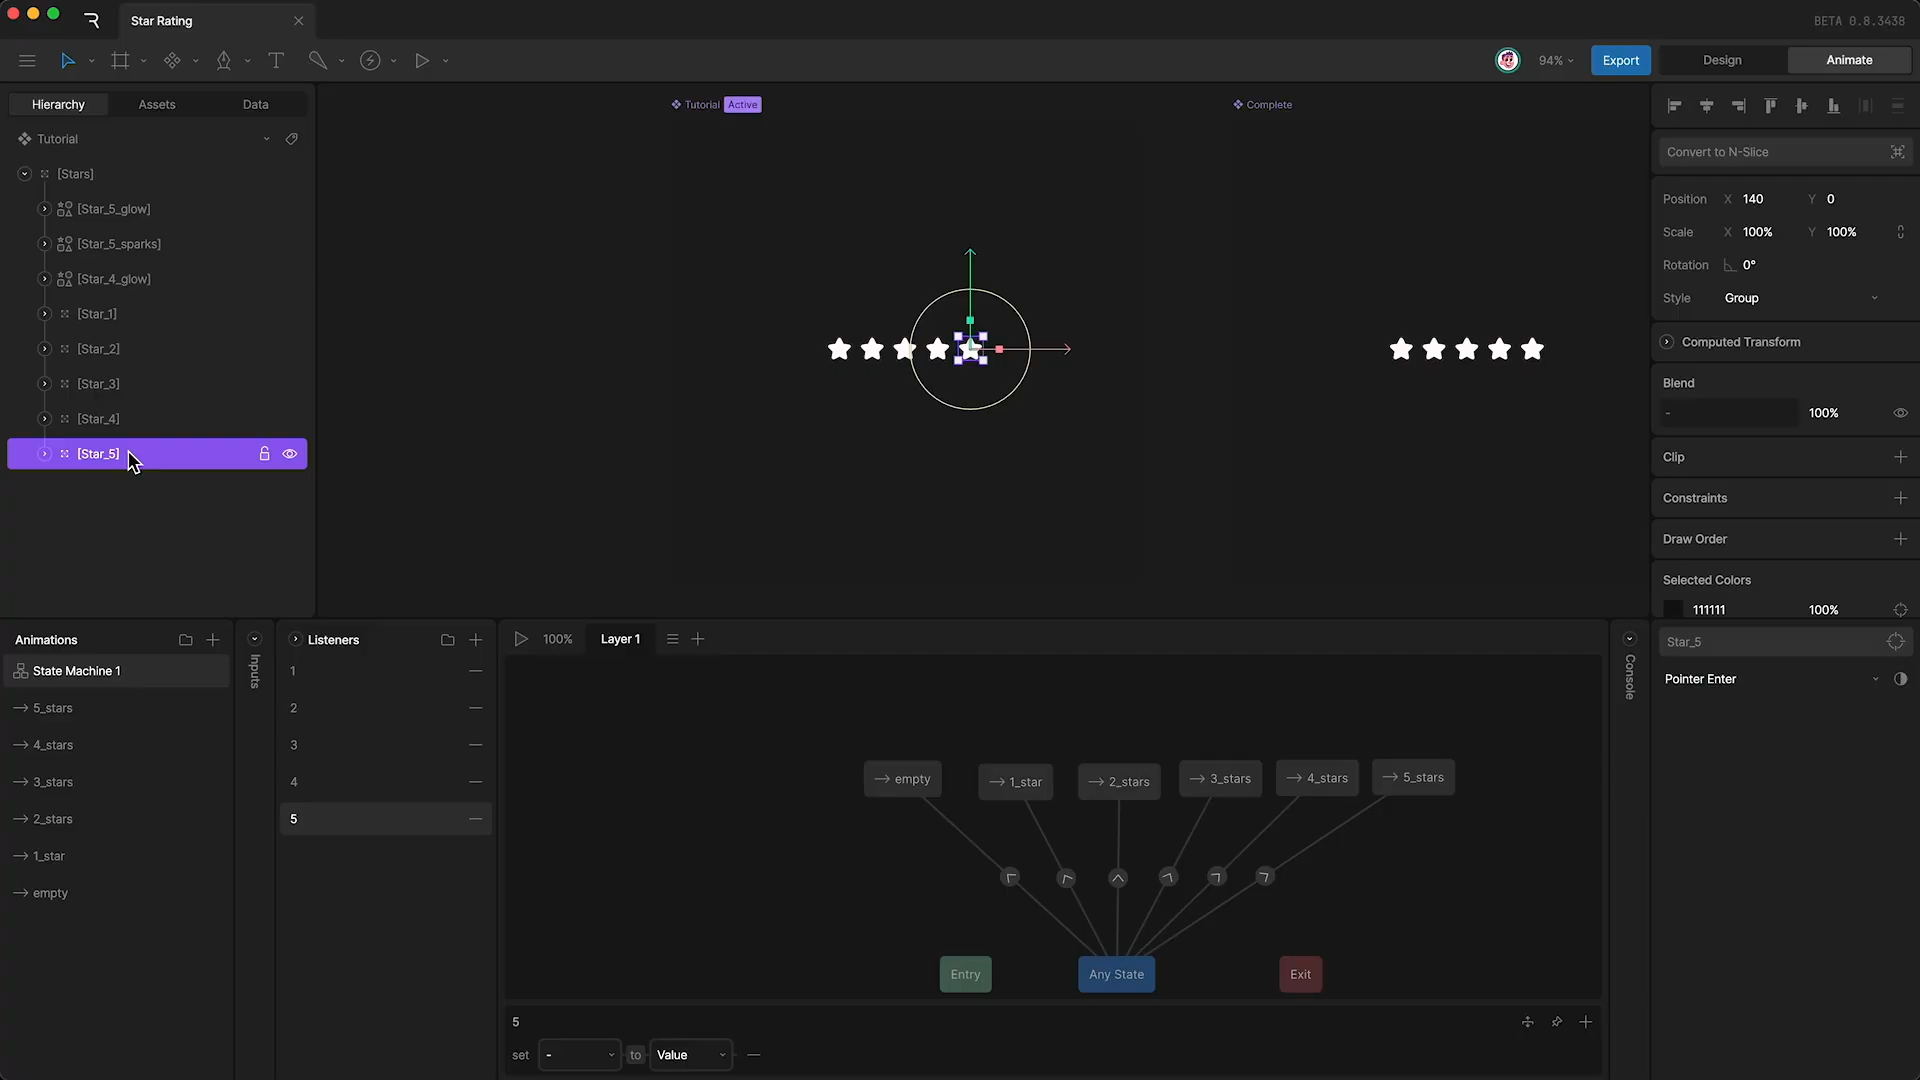 Star Rating
BETA 0.8.3438
94%
Export
Design
Animate
Hierarchy
Assets
Data
Tutorial
[Stars]
[Star_5_glow]
[Star_5_sparks]
[Star_4_glow]
[Star_1]
[Star_2]
[Star_3]
[Star_4]
[Star_5]
Tutorial Active
Complete
Convert to N-Slice
Position X 140 Y 0
Scale X 100% Y 100%
Rotation 0°
Style Group
Computed Transform
Blend
- 100%
Clip
Constraints
Draw Order
Selected Colors
111111 100%
Star_5
Pointer Enter
Animations
State Machine 1
5_stars
4_stars
3_stars
2_stars
1_star
empty
Inputs
Listeners
1
2
3
4
5
100%
Layer 1
empty
1_star
2_stars
3_stars
4_stars
5_stars
Entry
Any State
Exit
5
set - to Value
Console